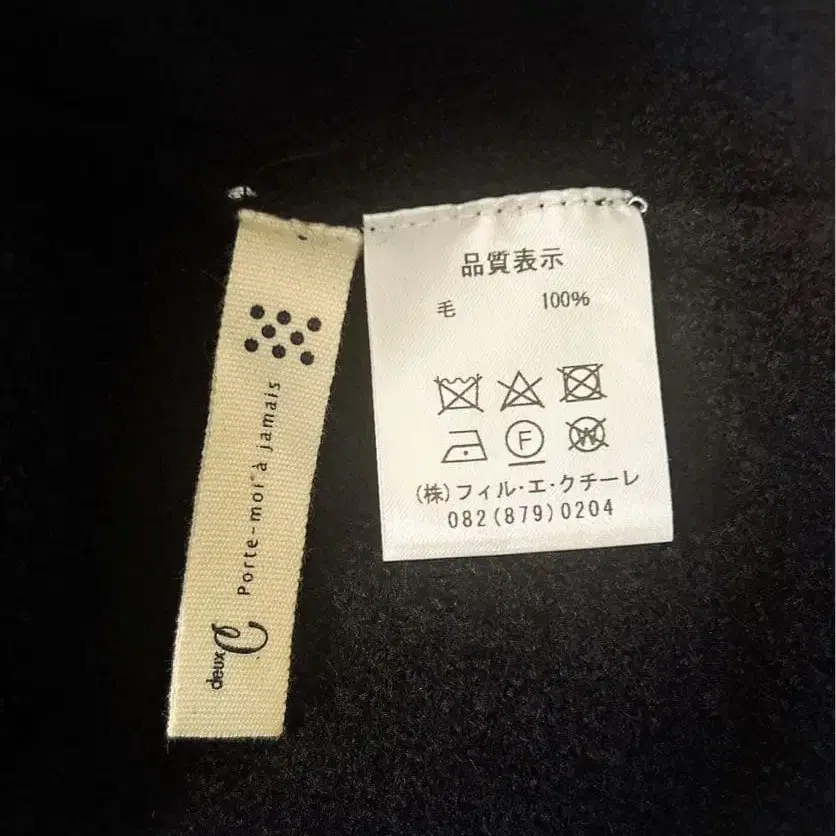 deux C
Porte-moi à jamais
品質表示
毛 100%
F
W
(株)フィル・エ・クチーレ
082(879)0204